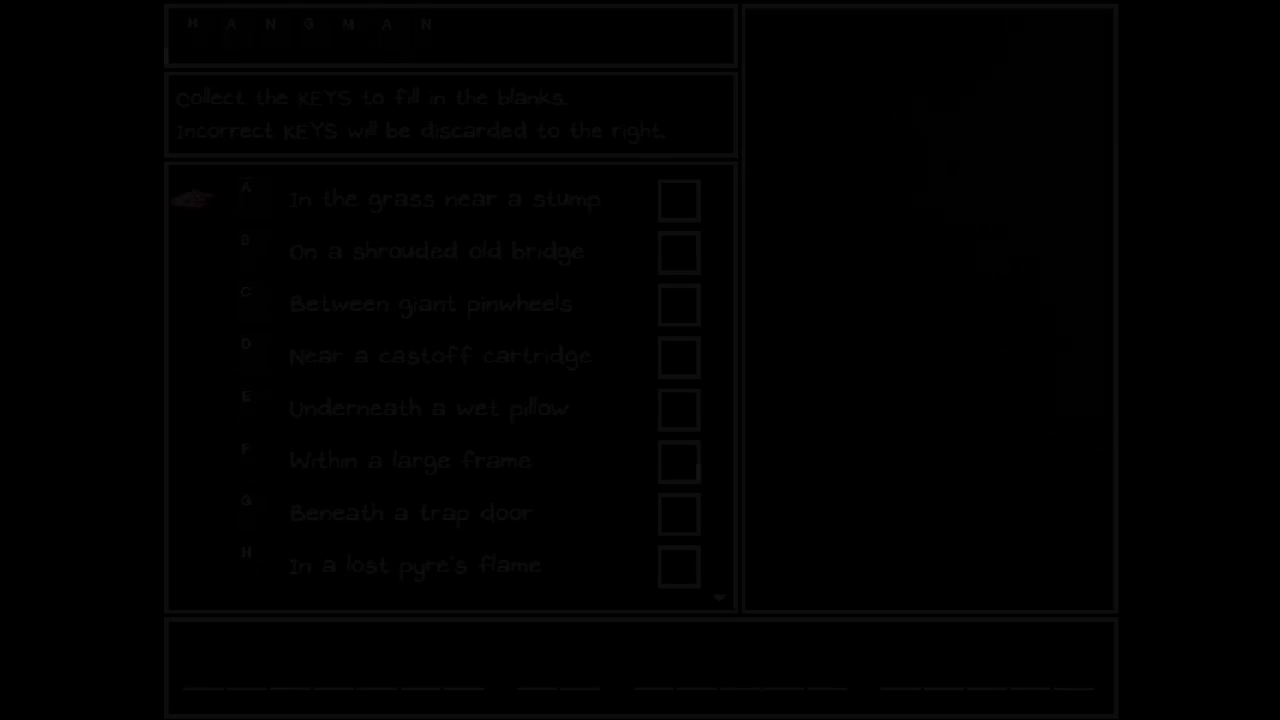 H A N G M A N
Collect the KEYS to fill in the blanks.
Incorrect KEYS will be discarded to the right.
A In the grass near a stump
B On a shrouded old bridge
C Between giant pinwheels
D Near a castoff cartridge
E Underneath a wet pillow
F Within a large frame
G Beneath a trap door
H In a lost pyre's flame